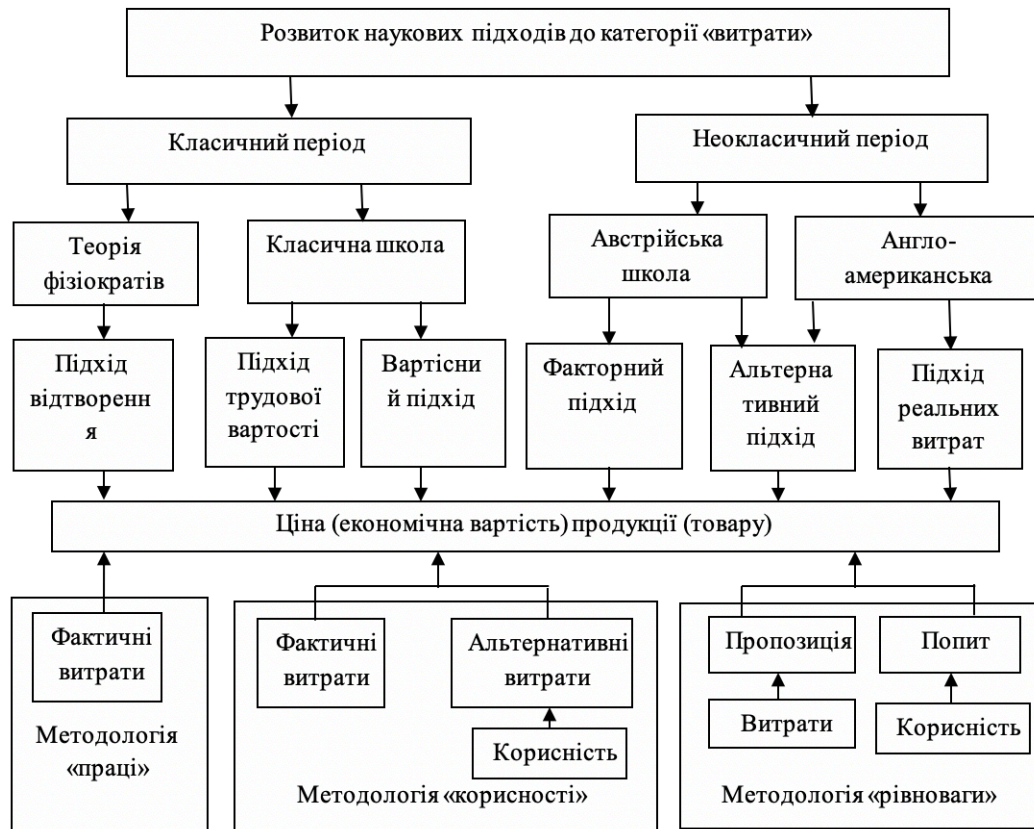 Розвиток наукових підходів до категорії «витрати»
Класичний період
Неокласичний період
Теорія
фізіократів
Класична школа
Австрійська
школа
Англо-
американська
Підхід
відтворенн
я
Підхід
трудової
вартості
Вартісни
й підхід
Факторний
підхід
Альтерна
тивний
підхід
Підхід
реальних
витрат
Ціна (економічна вартість) продукції (товару)
Фактичні
витрати
Методологія
«праці»
Фактичні
витрати
Альтернативні
витрати
Корисність
Методологія «корисності»
Пропозиція
Попит
Витрати
Корисність
Методологія «рівноваги»